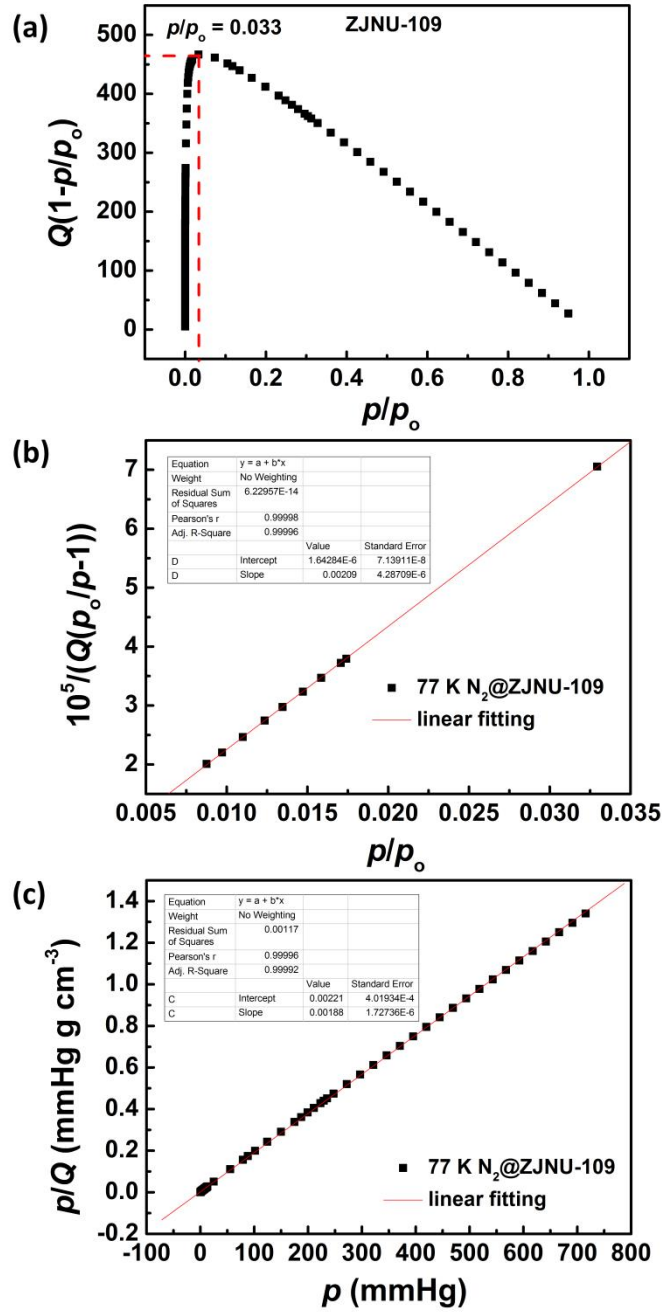 (a)
p/pₒ = 0.033
ZJNU-109
500
400
300
200
100
0
Q(1-p/pₒ)
0.0 0.2 0.4 0.6 0.8 1.0
p/pₒ
(b)
Equation y = a + b*x
Weight No Weighting
Residual Sum of Squares 6.22957E-14
Pearson's r 0.99998
Adj. R-Square 0.99996
Value Standard Error
D Intercept 1.64284E-6 7.13911E-8
D Slope 0.00209 4.28709E-6
7
6
5
4
3
2
10⁵/(Q(pₒ/p-1))
77 K N₂@ZJNU-109
linear fitting
0.005 0.010 0.015 0.020 0.025 0.030 0.035
p/pₒ
(c)
Equation y = a + b*x
Weight No Weighting
Residual Sum of Squares 0.00117
Pearson's r 0.99996
Adj. R-Square 0.99992
Value Standard Error
C Intercept 0.00221 4.01934E-4
C Slope 0.00188 1.72736E-6
1.4
1.2
1.0
0.8
0.6
0.4
0.2
0.0
-0.2
p/Q (mmHg g cm⁻³)
77 K N₂@ZJNU-109
linear fitting
-100 0 100 200 300 400 500 600 700 800
p (mmHg)